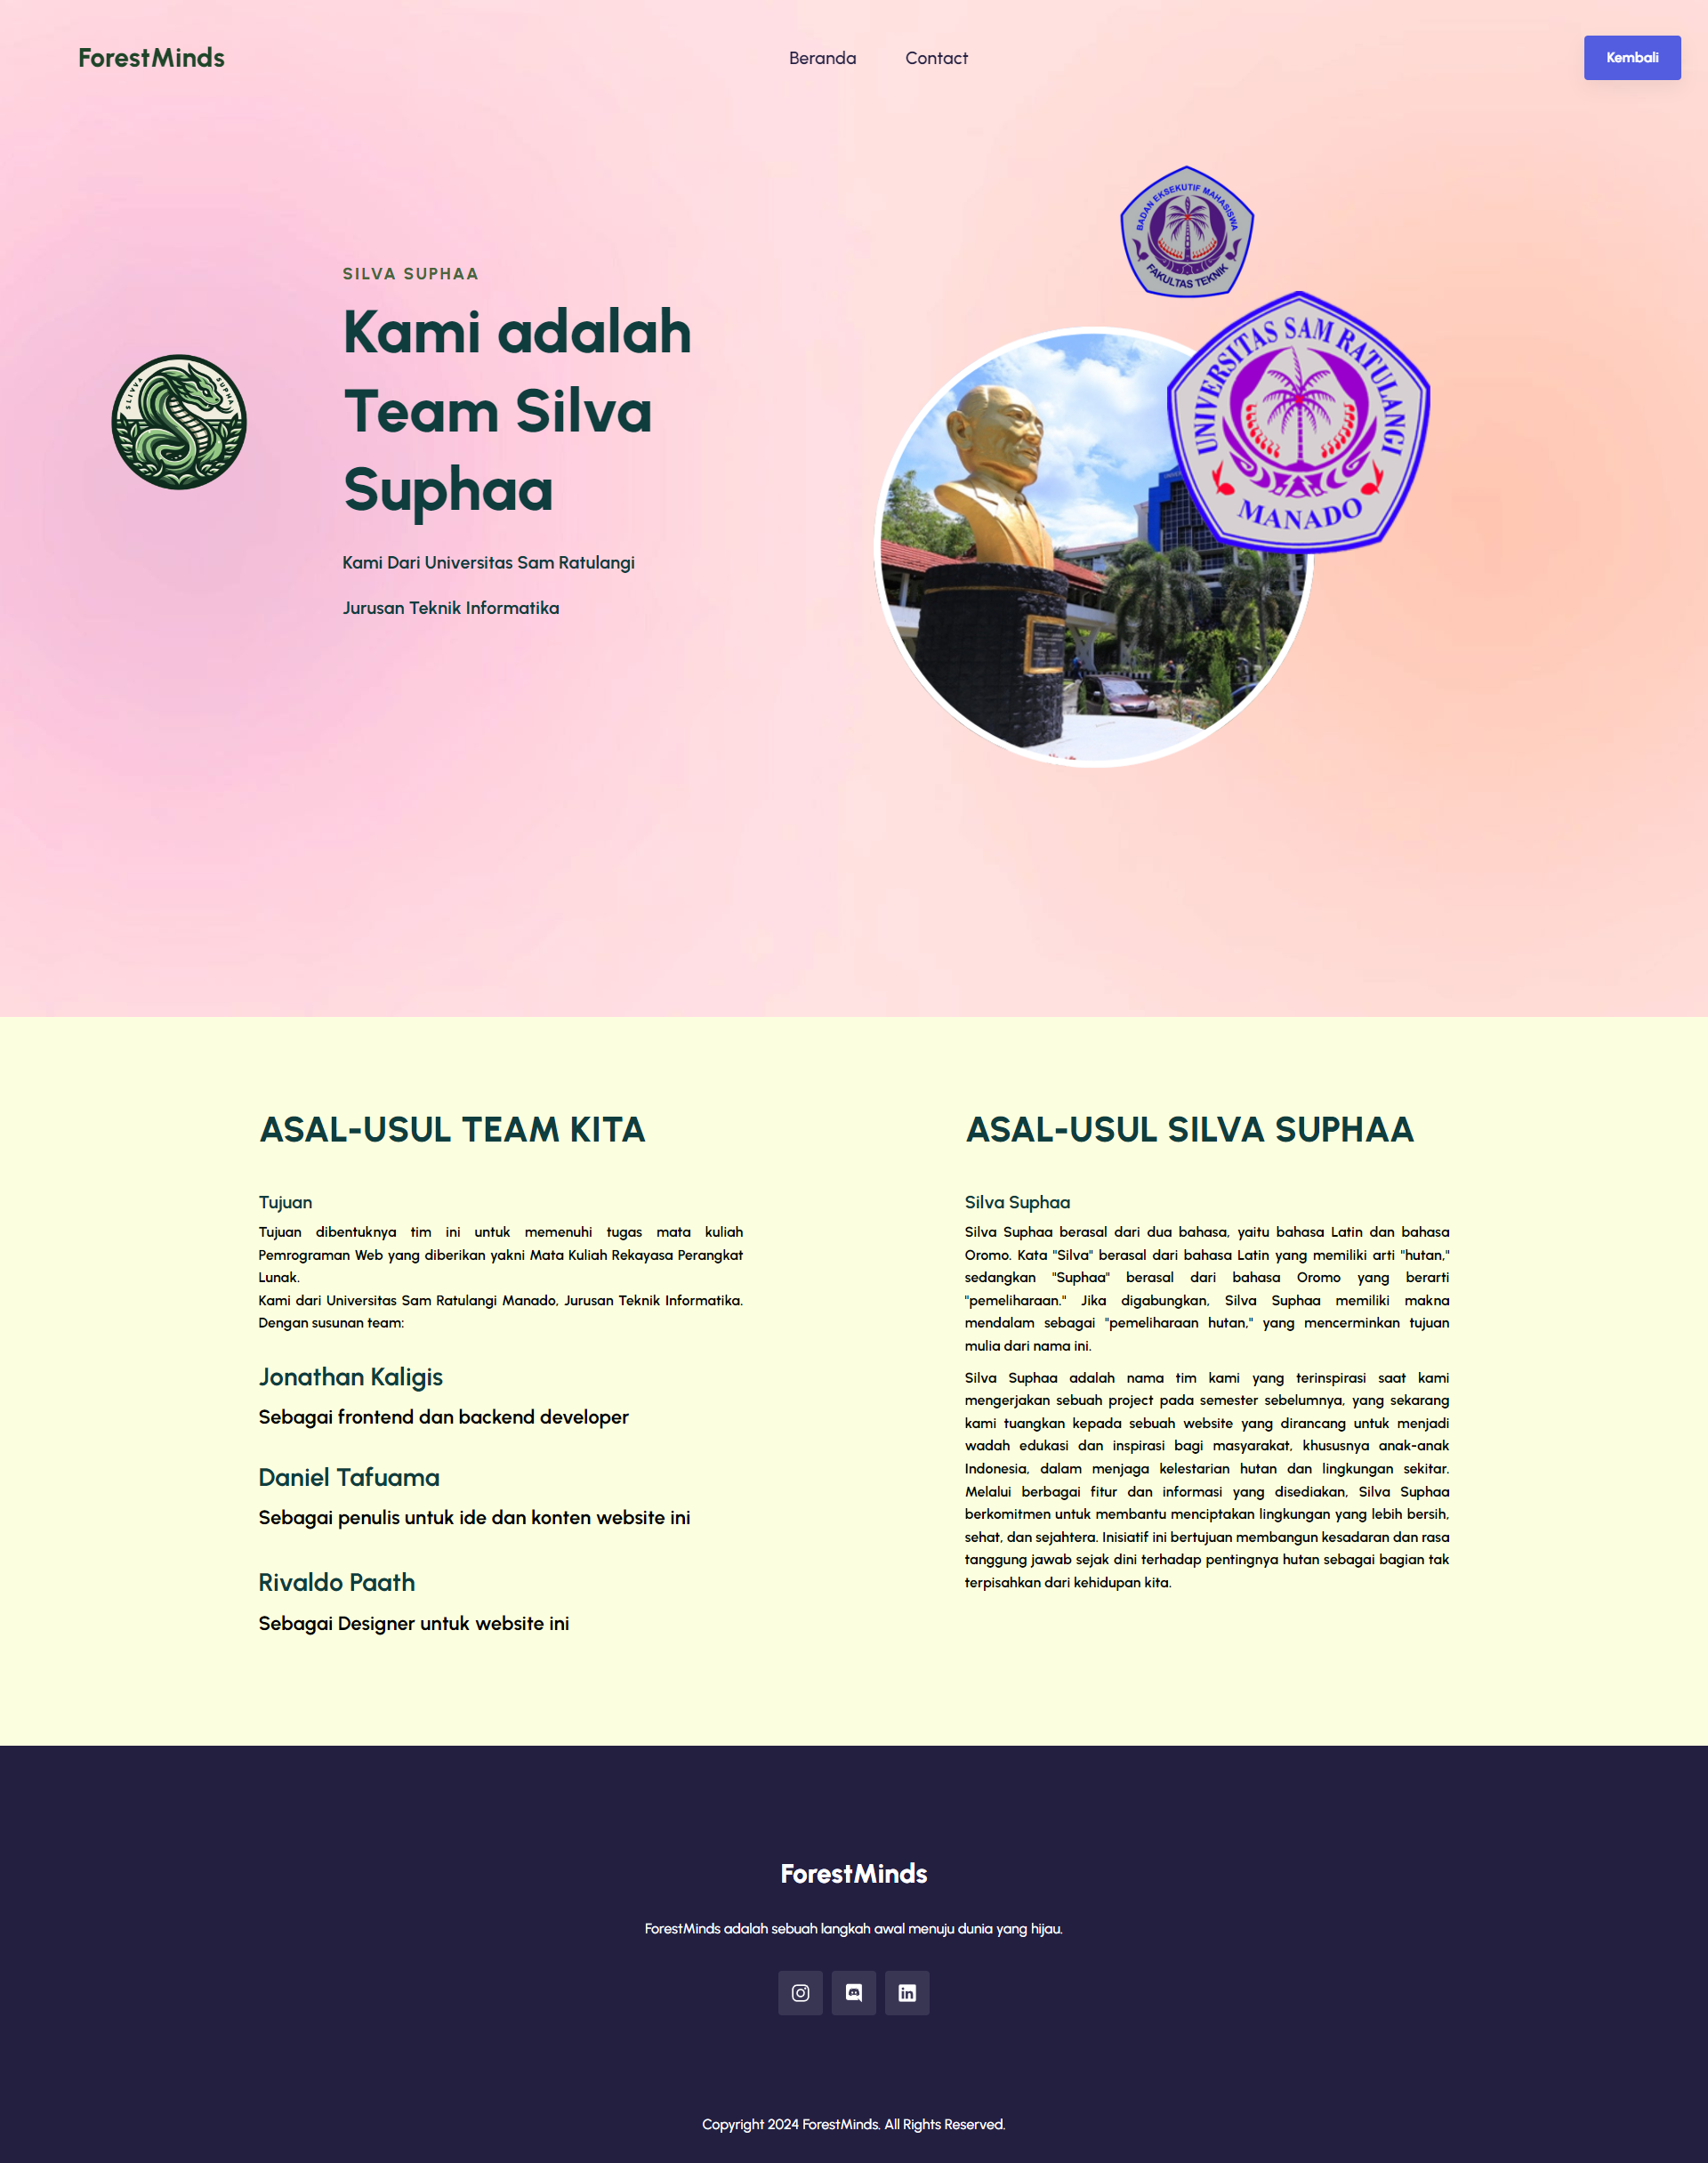 ForestMinds
Beranda
Contact
Kembali
SILVA SUPHAA
Kami adalah
Team Silva
Suphaa
Kami Dari Universitas Sam Ratulangi
Jurusan Teknik Informatika
SLIVVA SUPHA
BADAN EKSEKUTIF MAHASISWA
FAKULTAS TEKNIK
UNIVERSITAS SAM RATULANGI
MANADO
ASAL-USUL TEAM KITA
Tujuan
Tujuan dibentuknya tim ini untuk memenuhi tugas mata kuliah
Pemrograman Web yang diberikan yakni Mata Kuliah Rekayasa Perangkat
Lunak.
Kami dari Universitas Sam Ratulangi Manado, Jurusan Teknik Informatika.
Dengan susunan team:
Jonathan Kaligis
Sebagai frontend dan backend developer
Daniel Tafuama
Sebagai penulis untuk ide dan konten website ini
Rivaldo Paath
Sebagai Designer untuk website ini
ASAL-USUL SILVA SUPHAA
Silva Suphaa
Silva Suphaa berasal dari dua bahasa, yaitu bahasa Latin dan bahasa
Oromo. Kata "Silva" berasal dari bahasa Latin yang memiliki arti "hutan,"
sedangkan "Suphaa" berasal dari bahasa Oromo yang berarti
"pemeliharaan." Jika digabungkan, Silva Suphaa memiliki makna
mendalam sebagai "pemeliharaan hutan," yang mencerminkan tujuan
mulia dari nama ini.
Silva Suphaa adalah nama tim kami yang terinspirasi saat kami
mengerjakan sebuah project pada semester sebelumnya, yang sekarang
kami tuangkan kepada sebuah website yang dirancang untuk menjadi
wadah edukasi dan inspirasi bagi masyarakat, khususnya anak-anak
Indonesia, dalam menjaga kelestarian hutan dan lingkungan sekitar.
Melalui berbagai fitur dan informasi yang disediakan, Silva Suphaa
berkomitmen untuk membantu menciptakan lingkungan yang lebih bersih,
sehat, dan sejahtera. Inisiatif ini bertujuan membangun kesadaran dan rasa
tanggung jawab sejak dini terhadap pentingnya hutan sebagai bagian tak
terpisahkan dari kehidupan kita.
ForestMinds
ForestMinds adalah sebuah langkah awal menuju dunia yang hijau.
Copyright 2024 ForestMinds. All Rights Reserved.